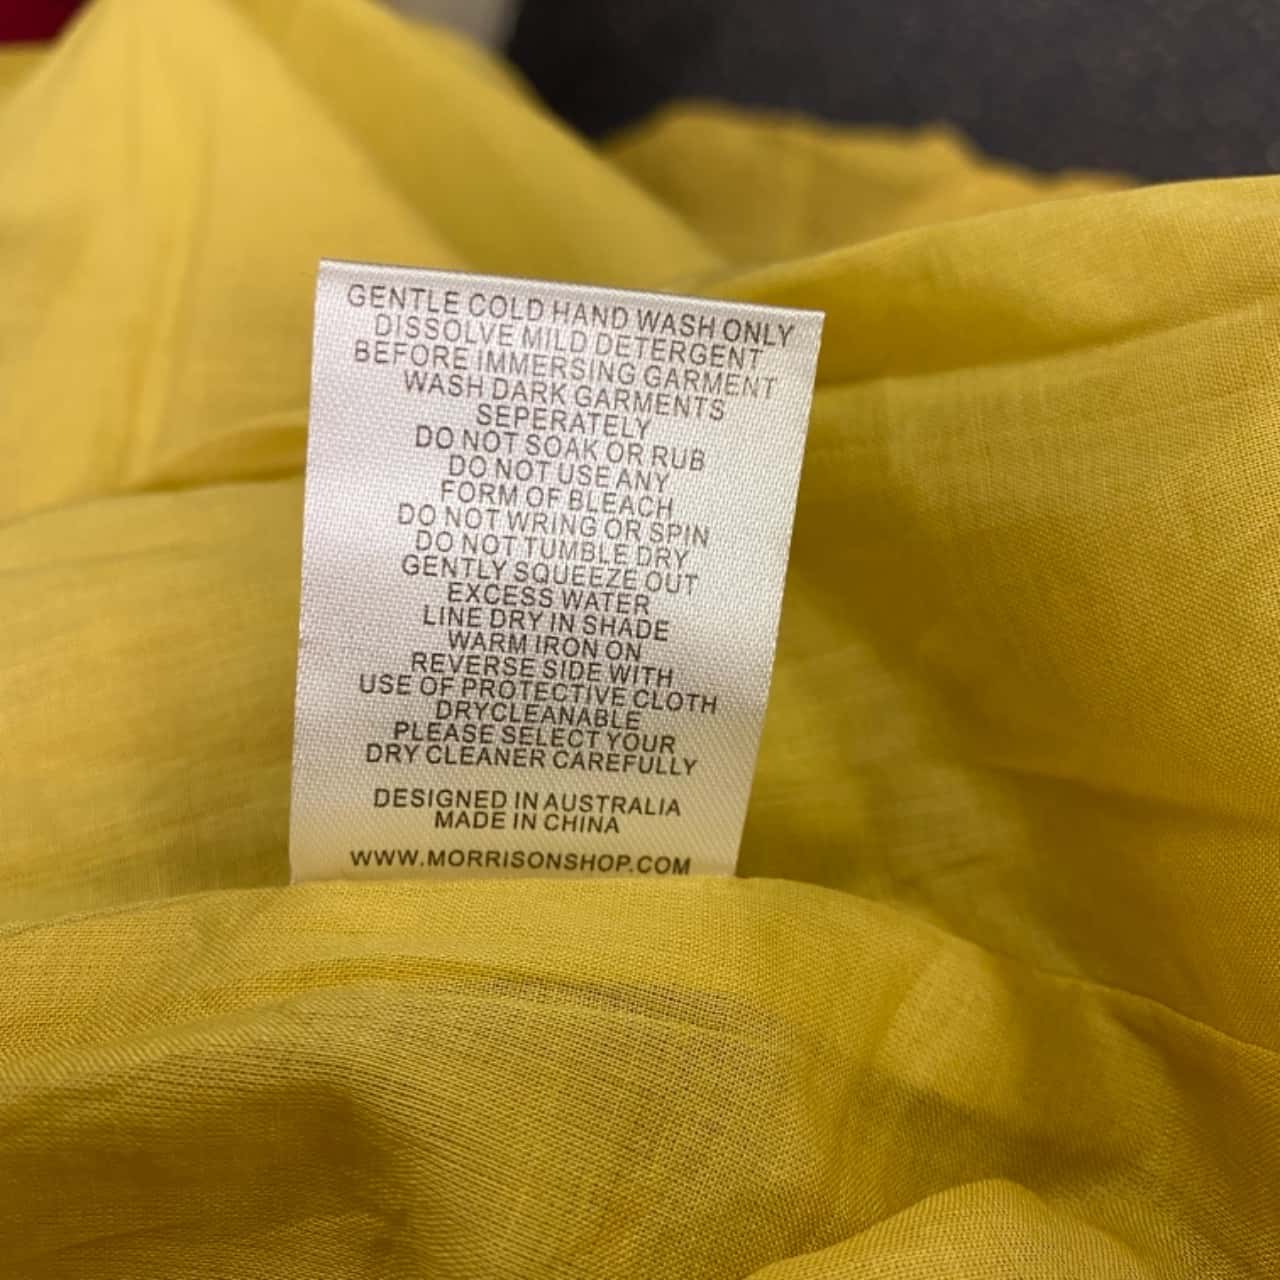 GENTLE COLD HAND WASH ONLY
DISSOLVE MILD DETERGENT
BEFORE IMMERSING GARMENT
WASH DARK GARMENTS
SEPERATELY
DO NOT SOAK OR RUB
DO NOT USE ANY
FORM OF BLEACH
DO NOT WRING OR SPIN
DO NOT TUMBLE DRY
GENTLY SQUEEZE OUT
EXCESS WATER
LINE DRY IN SHADE
WARM IRON ON
REVERSE SIDE WITH
USE OF PROTECTIVE CLOTH
DRYCLEANABLE
PLEASE SELECT YOUR
DRY CLEANER CAREFULLY
DESIGNED IN AUSTRALIA
MADE IN CHINA
WWW.MORRISONSHOP.COM